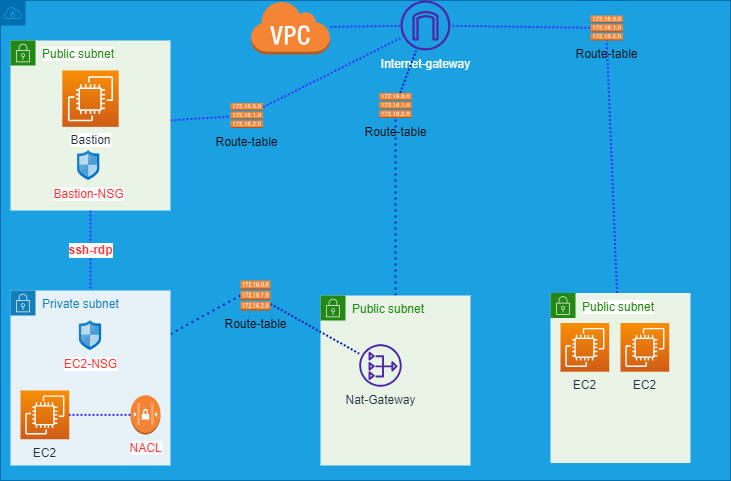 VPC
Internet-gateway
172.16.0.0
172.16.1.0
172.16.2.0
Route-table
Public subnet
Bastion
Bastion-NSG
172.16.0.0
172.16.1.0
172.16.2.0
Route-table
172.16.0.0
172.16.1.0
172.16.2.0
Route-table
ssh-rdp
Private subnet
EC2-NSG
EC2
NACL
172.16.0.0
172.16.1.0
172.16.2.0
Route-table
Public subnet
Nat-Gateway
Public subnet
EC2
EC2